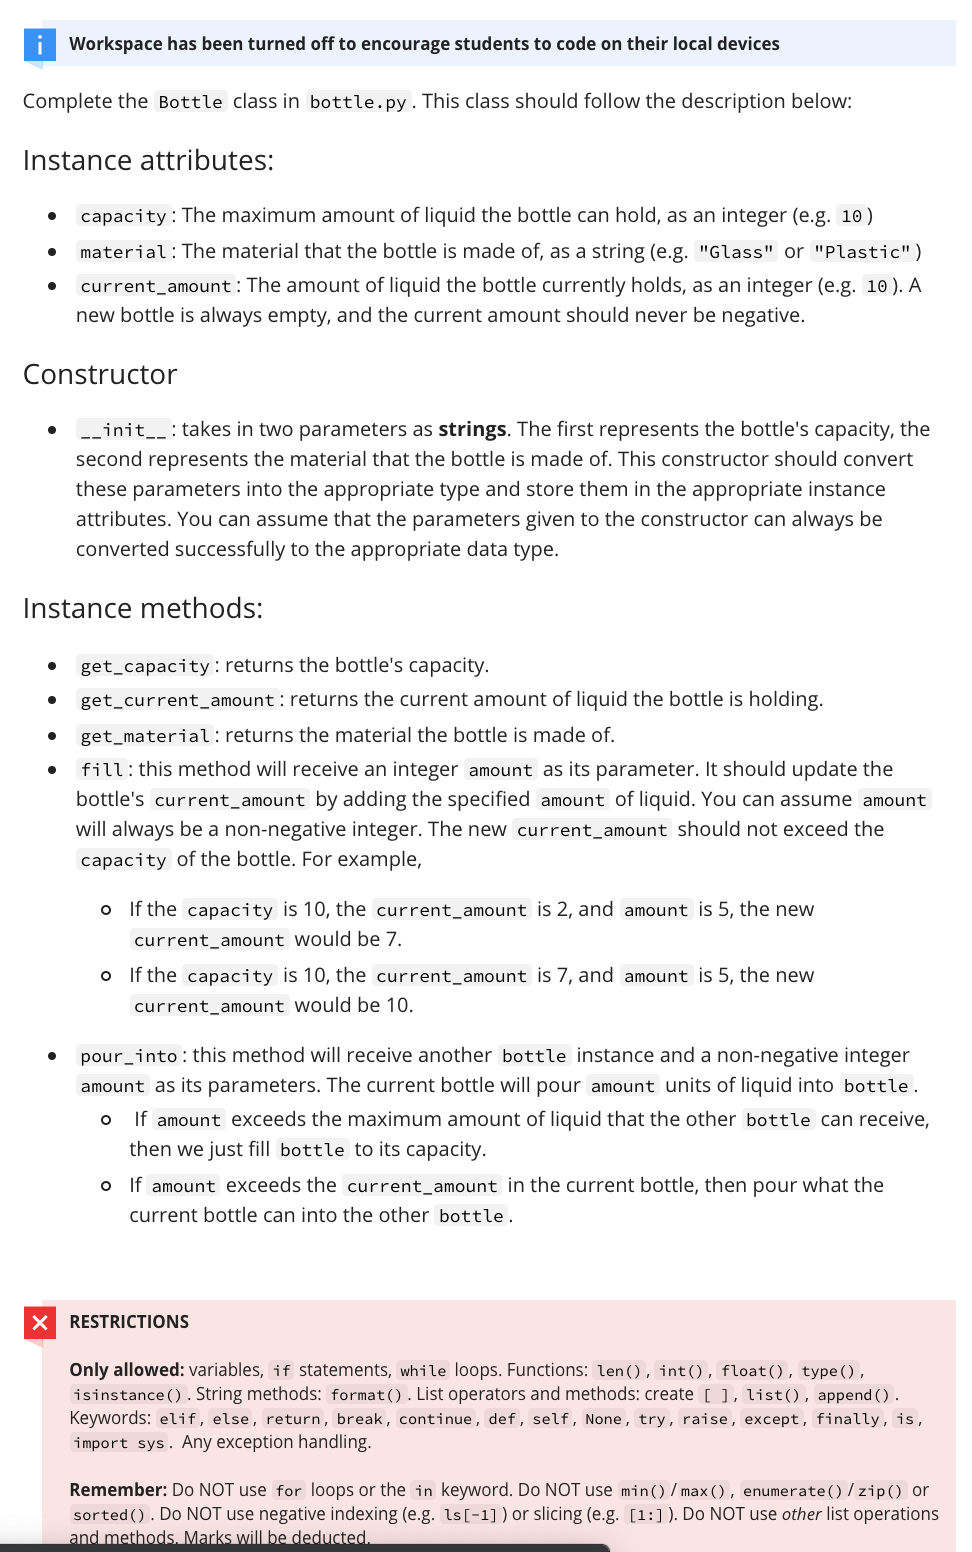 i Workspace has been turned off to encourage students to code on their local devices
Complete the Bottle class in bottle.py. This class should follow the description below:
Instance attributes:
• capacity: The maximum amount of liquid the bottle can hold, as an integer (e.g. 10)
• material: The material that the bottle is made of, as a string (e.g. "Glass" or "Plastic")
• current_amount: The amount of liquid the bottle currently holds, as an integer (e.g. 10). A
new bottle is always empty, and the current amount should never be negative.
Constructor
• __init__: takes in two parameters as strings. The first represents the bottle's capacity, the
second represents the material that the bottle is made of. This constructor should convert
these parameters into the appropriate type and store them in the appropriate instance
attributes. You can assume that the parameters given to the constructor can always be
converted successfully to the appropriate data type.
Instance methods:
• get_capacity: returns the bottle's capacity.
• get_current_amount: returns the current amount of liquid the bottle is holding.
• get_material: returns the material the bottle is made of.
• fill: this method will receive an integer amount as its parameter. It should update the
bottle's current_amount by adding the specified amount of liquid. You can assume amount
will always be a non-negative integer. The new current_amount should not exceed the
capacity of the bottle. For example,
○ If the capacity is 10, the current_amount is 2, and amount is 5, the new
current_amount would be 7.
○ If the capacity is 10, the current_amount is 7, and amount is 5, the new
current_amount would be 10.
• pour_into: this method will receive another bottle instance and a non-negative integer
amount as its parameters. The current bottle will pour amount units of liquid into bottle.
○ If amount exceeds the maximum amount of liquid that the other bottle can receive,
then we just fill bottle to its capacity.
○ If amount exceeds the current_amount in the current bottle, then pour what the
current bottle can into the other bottle.
RESTRICTIONS
Only allowed: variables, if statements, while loops. Functions: len(), int(), float(), type(),
isinstance(). String methods: format(). List operators and methods: create [ ], list(), append().
Keywords: elif, else, return, break, continue, def, self, None, try, raise, except, finally, is,
import sys. Any exception handling.
Remember: Do NOT use for loops or the in keyword. Do NOT use min()/max(), enumerate()/zip() or
sorted(). Do NOT use negative indexing (e.g. ls[-1]) or slicing (e.g. [1:]). Do NOT use other list operations
and methods. Marks will be deducted.